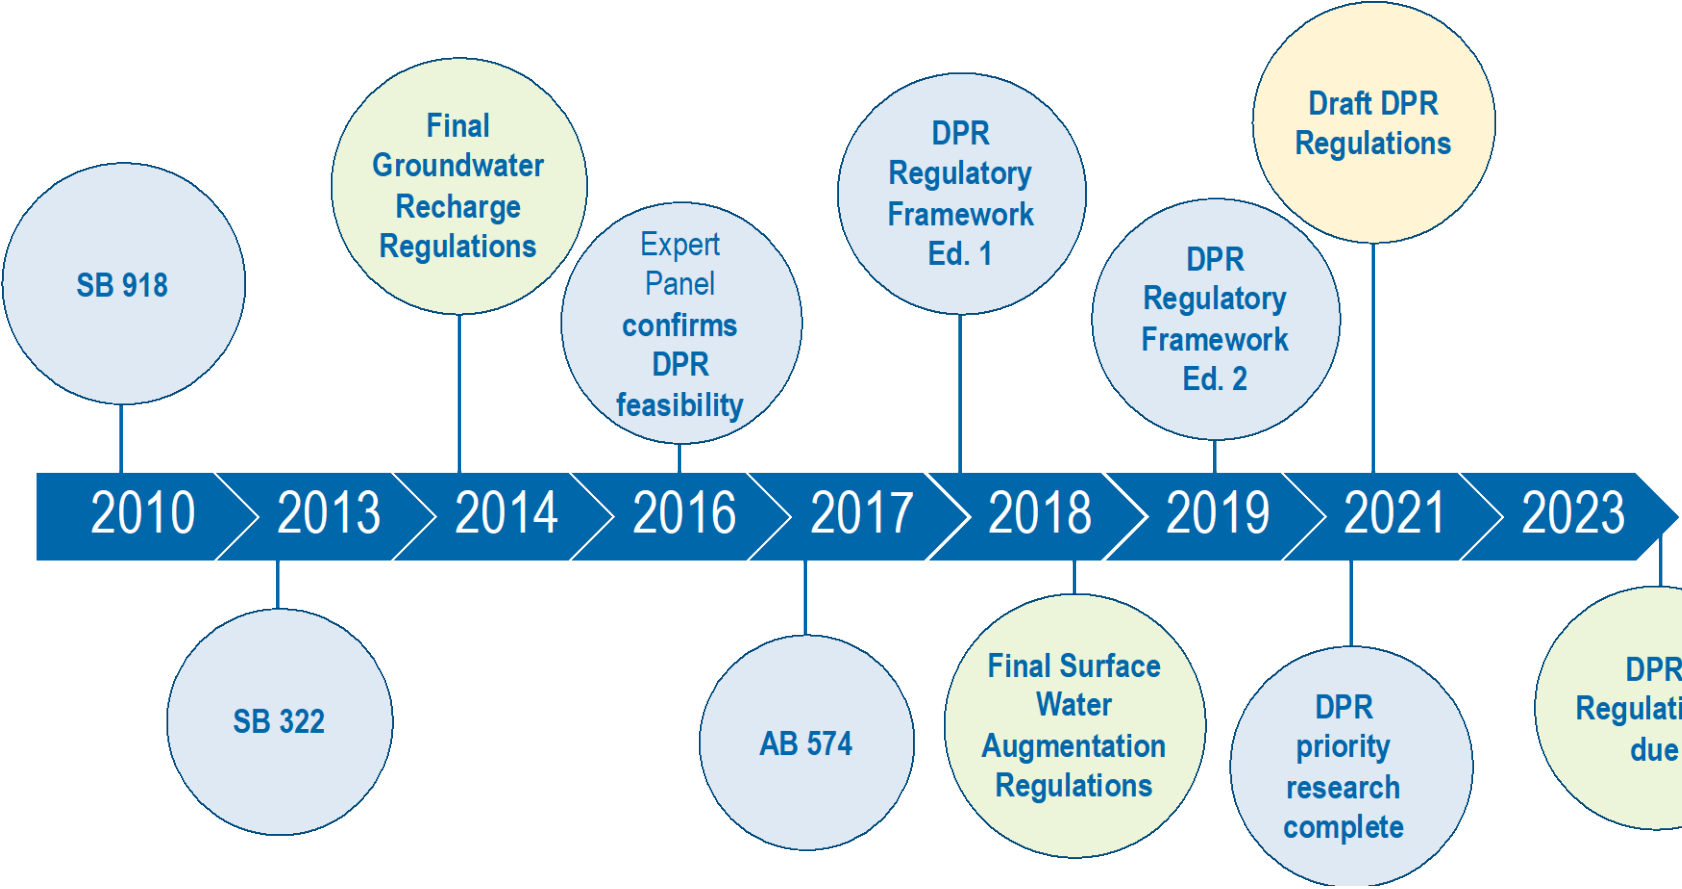 SB 918
Final
Groundwater
Recharge
Regulations
Expert
Panel
confirms
DPR
feasibility
DPR
Regulatory
Framework
Ed. 1
DPR
Regulatory
Framework
Ed. 2
Draft DPR
Regulations
2010
2013
2014
2016
2017
2018
2019
2021
2023
SB 322
AB 574
Final Surface
Water
Augmentation
Regulations
DPR
priority
research
complete
DPR
Regulati
due